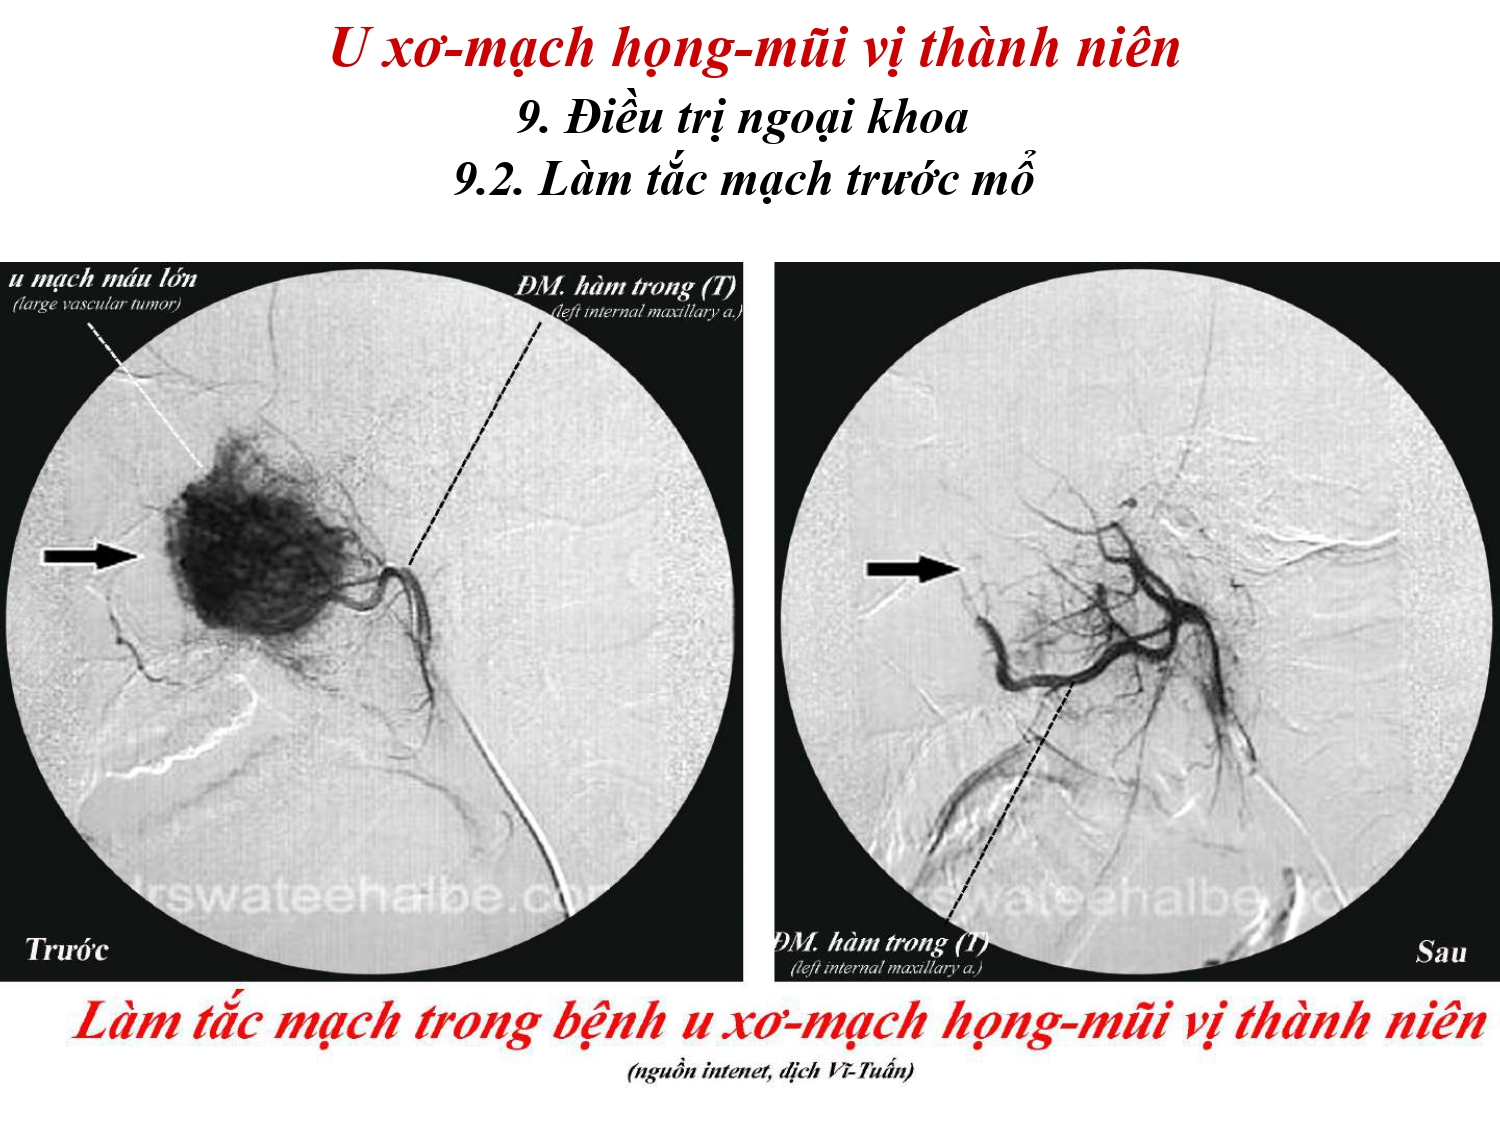 U xơ-mạch họng-mũi vị thành niên
9. Điều trị ngoại khoa
9.2. Làm tắc mạch trước mổ
u mạch máu lớn
(large vascular tumor)
ĐM. hàm trong (T)
(left internal maxillary a.)
drswateehalbe.com
Trước
ĐM. hàm trong (T)
(left internal maxillary a.)
Sau
Làm tắc mạch trong bệnh u xơ-mạch họng-mũi vị thành niên
(nguồn intenet, dịch Vĩ-Tuấn)